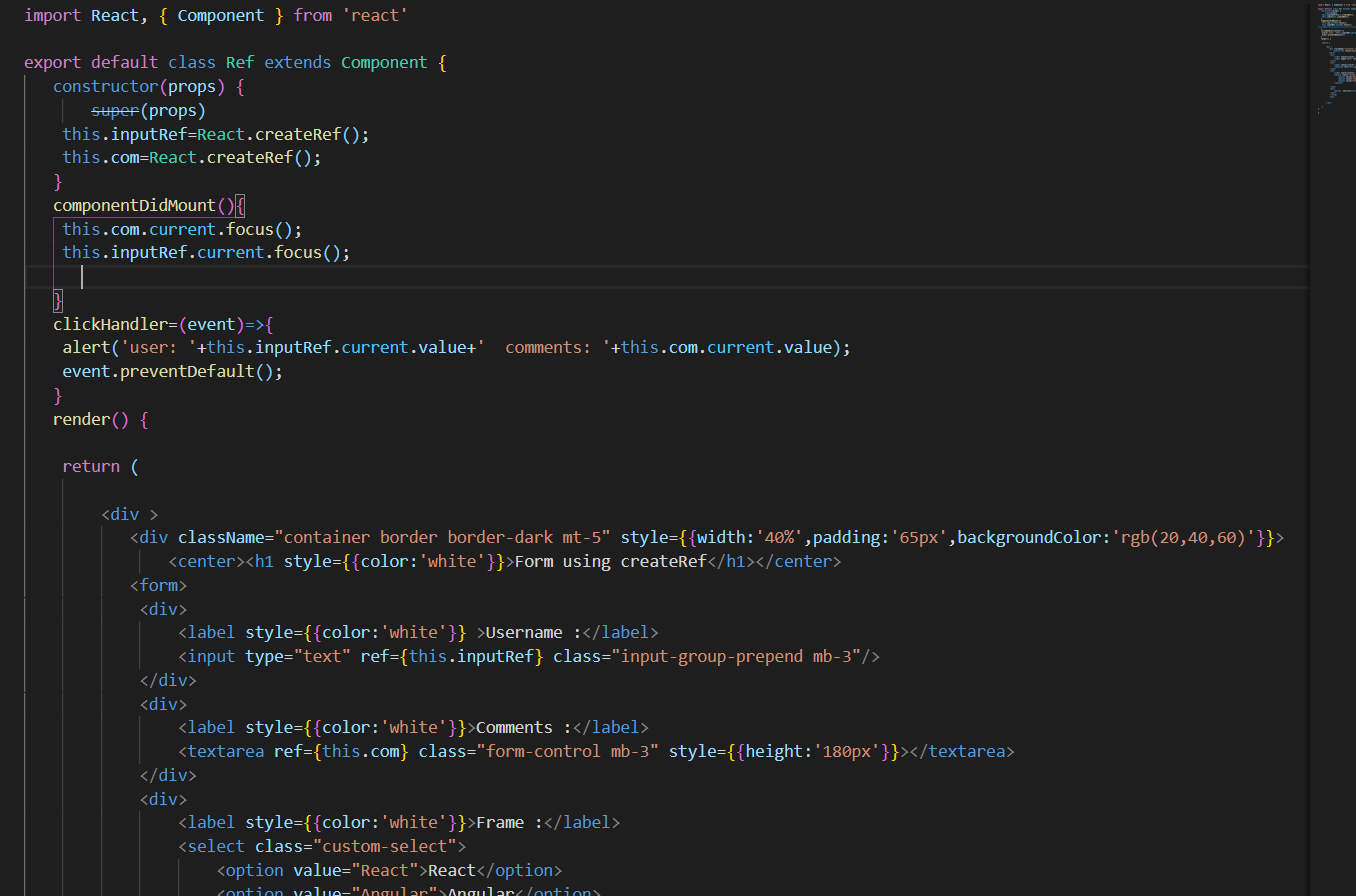 import React, { Component } from 'react'
export default class Ref extends Component {
constructor(props) {
super(props)
this.inputRef=React.createRef();
this.com=React.createRef();
}
componentDidMount(){
this.com.current.focus();
this.inputRef.current.focus();
}
clickHandler=(event)=>{
alert('user: '+this.inputRef.current.value+'  comments: '+this.com.current.value);
event.preventDefault();
}
render() {
return (
<div >
<div className="container border border-dark mt-5" style={{width:'40%',padding:'65px',backgroundColor:'rgb(20,40,60)'}}>
<center><h1 style={{color:'white'}}>Form using createRef</h1></center>
<form>
<div>
<label style={{color:'white'}} >Username :</label>
<input type="text" ref={this.inputRef} class="input-group-prepend mb-3"/>
</div>
<div>
<label style={{color:'white'}}>Comments :</label>
<textarea ref={this.com} class="form-control mb-3" style={{height:'180px'}}></textarea>
</div>
<div>
<label style={{color:'white'}}>Frame :</label>
<select class="custom-select">
<option value="React">React</option>
<option value="Angular">Angular</option>